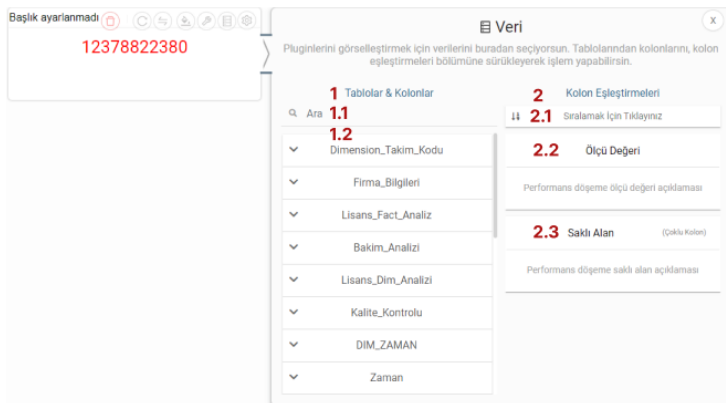 Başlık ayarlanmadı
12378822380
Veri
x
Pluginlerini görselleştirmek için verilerini buradan seçiyorsun. Tablolarından kolonlarını, kolon
eşleştirmeleri bölümüne sürükleyerek işlem yapabilirsin.
1 Tablolar & Kolonlar
Ara 1.1
1.2
Dimension_Takim_Kodu
Firma_Bilgileri
Lisans_Fact_Analiz
Bakim_Analizi
Lisans_Dim_Analizi
Kalite_Kontrolu
DIM_ZAMAN
Zaman
2 Kolon Eşleştirmeleri
2.1 Sıralamak İçin Tıklayınız
2.2 Ölçü Değeri
Performans döşeme ölçü değeri açıklaması
2.3 Saklı Alan (Çoklu Kolon)
Performans döşeme saklı alan açıklaması